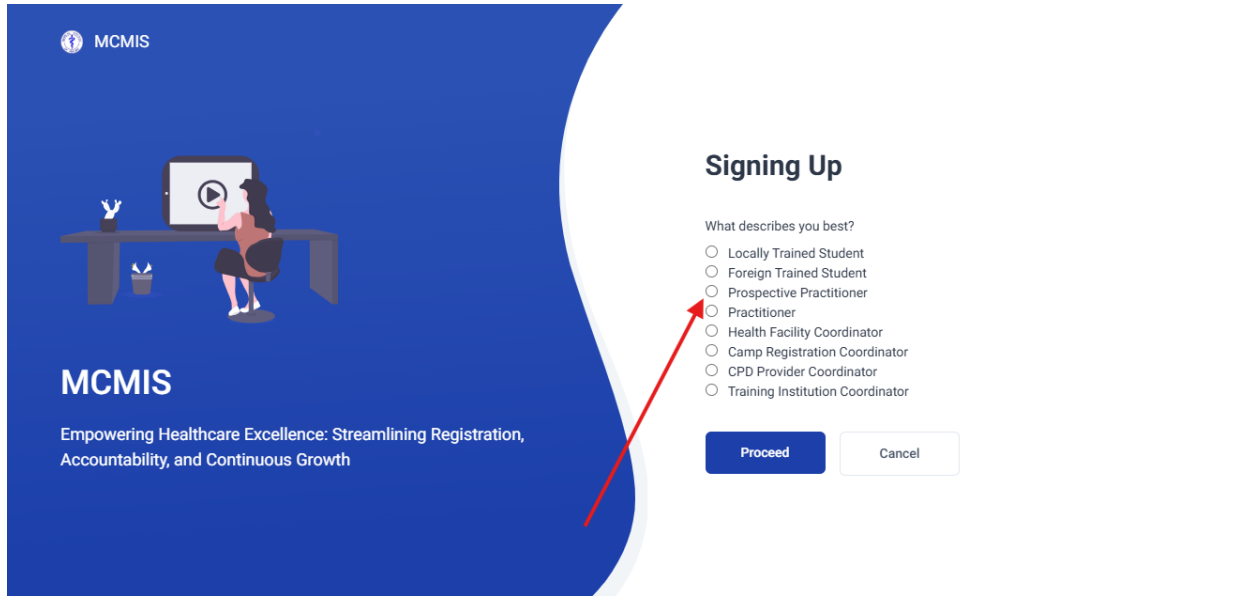 MCMIS
MCMIS
Empowering Healthcare Excellence: Streamlining Registration,
Accountability, and Continuous Growth
Signing Up
What describes you best?
Locally Trained Student
Foreign Trained Student
Prospective Practitioner
Practitioner
Health Facility Coordinator
Camp Registration Coordinator
CPD Provider Coordinator
Training Institution Coordinator
Proceed
Cancel